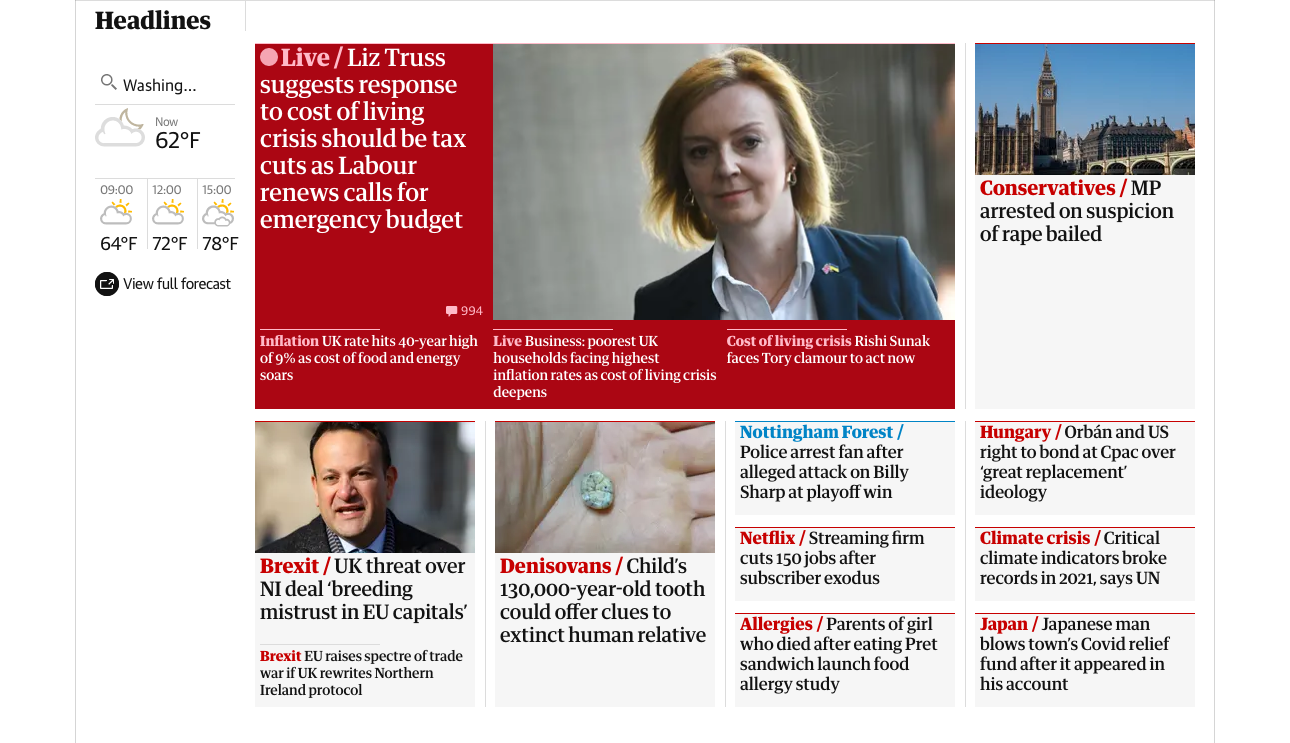 Headlines
Washing...
Now
62°F
09:00
12:00
15:00
64°F
72°F
78°F
View full forecast
Live / Liz Truss
suggests response
to cost of living
crisis should be tax
cuts as Labour
renews calls for
emergency budget
994
Inflation UK rate hits 40-year high
of 9% as cost of food and energy
soars
Live Business: poorest UK
households facing highest
inflation rates as cost of living crisis
deepens
Cost of living crisis Rishi Sunak
faces Tory clamour to act now
Conservatives / MP
arrested on suspicion
of rape bailed
Brexit / UK threat over
NI deal ‘breeding
mistrust in EU capitals’
Brexit EU raises spectre of trade
war if UK rewrites Northern
Ireland protocol
Denisovans / Child’s
130,000-year-old tooth
could offer clues to
extinct human relative
Nottingham Forest /
Police arrest fan after
alleged attack on Billy
Sharp at playoff win
Netflix / Streaming firm
cuts 150 jobs after
subscriber exodus
Allergies / Parents of girl
who died after eating Pret
sandwich launch food
allergy study
Hungary / Orbán and US
right to bond at Cpac over
‘great replacement’
ideology
Climate crisis / Critical
climate indicators broke
records in 2021, says UN
Japan / Japanese man
blows town’s Covid relief
fund after it appeared in
his account